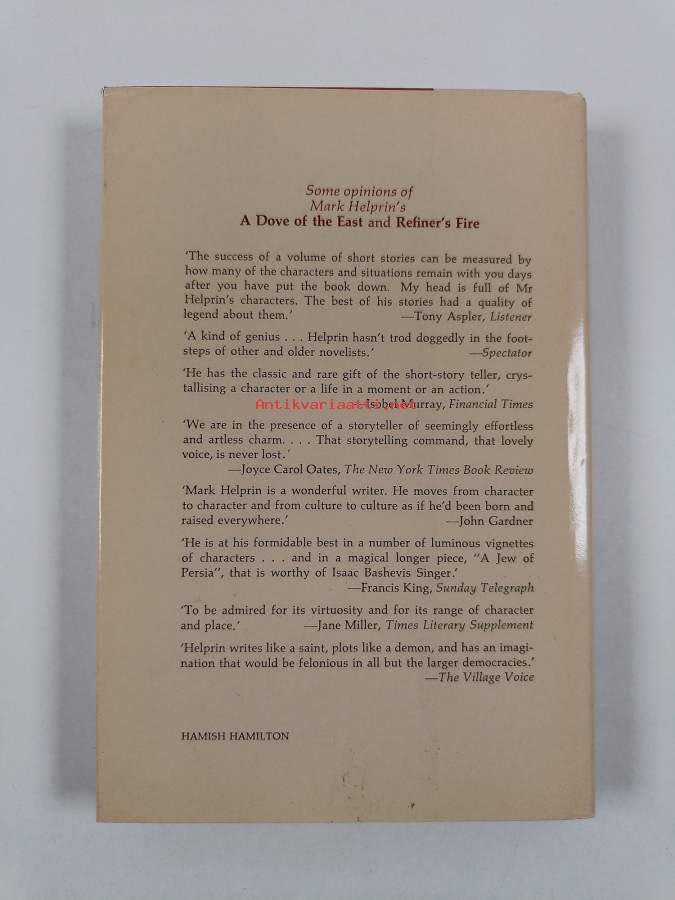 Some opinions of
Mark Helprin's
A Dove of the East and Refiner's Fire
'The success of a volume of short stories can be measured by
how many of the characters and situations remain with you days
after you have put the book down. My head is full of Mr
Helprin's characters. The best of his stories had a quality of
legend about them.' —Tony Aspler, Listener
'A kind of genius . . . Helprin hasn't trod doggedly in the foot-
steps of other and older novelists.' —Spectator
'He has the classic and rare gift of the short-story teller, crys-
tallising a character or a life in a moment or an action.'
—Isobel Murray, Financial Times
Antikvariaatti.net
'We are in the presence of a storyteller of seemingly effortless
and artless charm. . . . That storytelling command, that lovely
voice, is never lost.'
—Joyce Carol Oates, The New York Times Book Review
'Mark Helprin is a wonderful writer. He moves from character
to character and from culture to culture as if he'd been born and
raised everywhere.' —John Gardner
'He is at his formidable best in a number of luminous vignettes
of characters . . . and in a magical longer piece, "A Jew of
Persia", that is worthy of Isaac Bashevis Singer.'
—Francis King, Sunday Telegraph
'To be admired for its virtuosity and for its range of character
and place.' —Jane Miller, Times Literary Supplement
'Helprin writes like a saint, plots like a demon, and has an imagi-
nation that would be felonious in all but the larger democracies.'
—The Village Voice
HAMISH HAMILTON